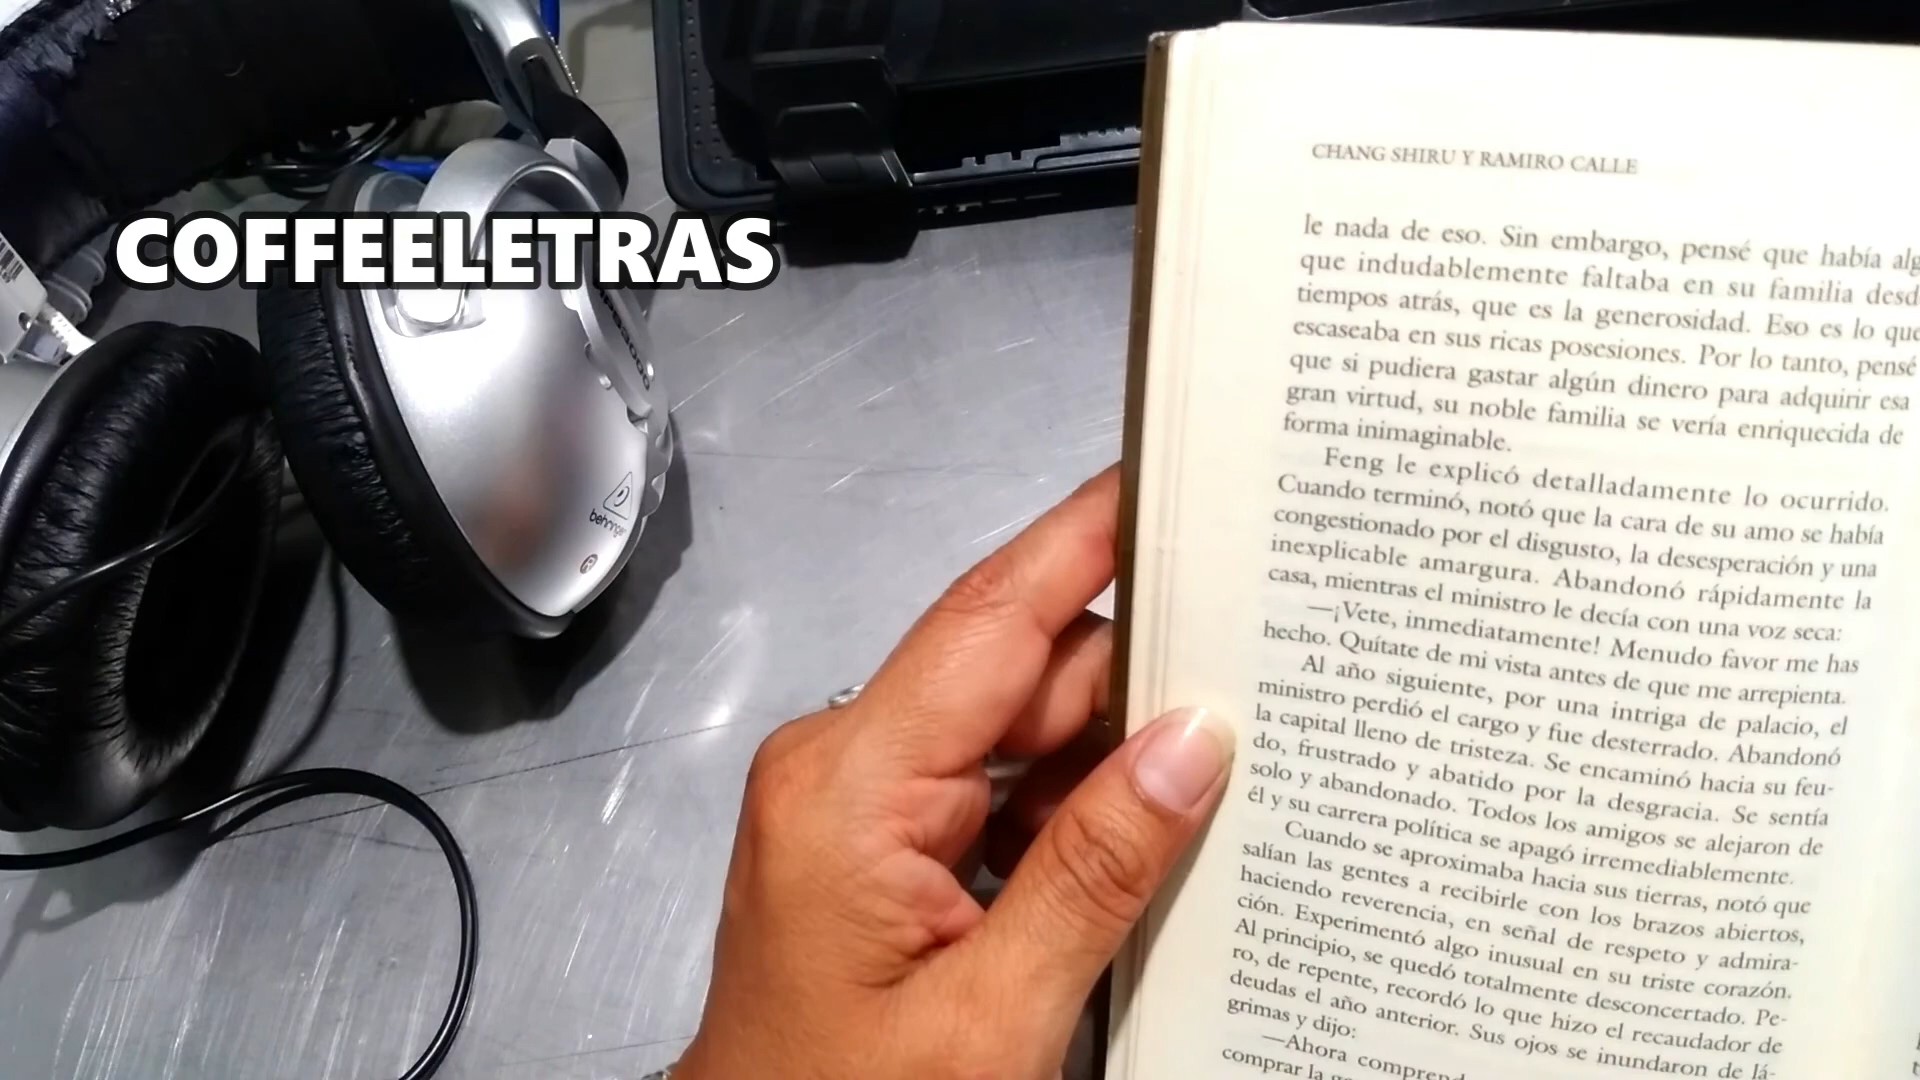 COFFEELETRAS
behringer
CHANG SHIRU Y RAMIRO CALLE
le nada de eso. Sin embargo, pensé que había alg
que indudablemente faltaba en su familia desd
tiempos atrás, que es la generosidad. Eso es lo que
escaseaba en sus ricas posesiones. Por lo tanto, pensé
que si pudiera gastar algún dinero para adquirir esa
gran virtud, su noble familia se vería enriquecida de
forma inimaginable.
Feng le explicó detalladamente lo ocurrido.
Cuando terminó, notó que la cara de su amo se había
congestionado por el disgusto, la desesperación y una
inexplicable amargura. Abandonó rápidamente la
casa, mientras el ministro le decía con una voz seca:
—¡Vete, inmediatamente! Menudo favor me has
hecho. Quítate de mi vista antes de que me arrepienta.
Al año siguiente, por una intriga de palacio, el
ministro perdió el cargo y fue desterrado. Abandonó
la capital lleno de tristeza. Se encaminó hacia su feu-
do, frustrado y abatido por la desgracia. Se sentía
solo y abandonado. Todos los amigos se alejaron de
él y su carrera política se apagó irremediablemente.
Cuando se aproximaba hacia sus tierras, notó que
salían las gentes a recibirle con los brazos abiertos,
haciendo reverencia, en señal de respeto y admira-
ción. Experimentó algo inusual en su triste corazón.
Al principio, se quedó totalmente desconcertado. Pe-
ro, de repente, recordó lo que hizo el recaudador de
deudas el año anterior. Sus ojos se inundaron de lá-
grimas y dijo:
—Ahora comprend
comprar la